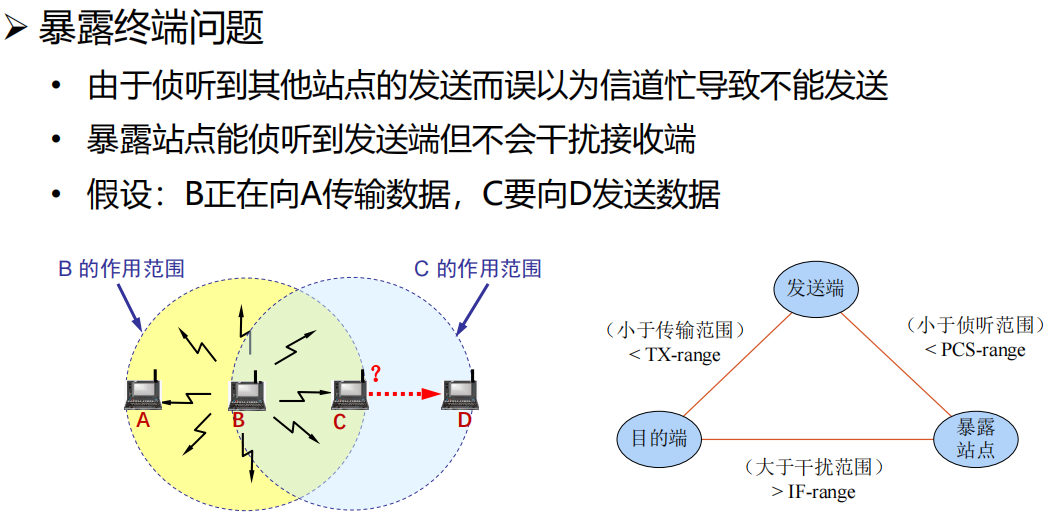 ➢ 暴露终端问题
• 由于侦听到其他站点的发送而误以为信道忙导致不能发送
• 暴露站点能侦听到发送端但不会干扰接收端
• 假设：B正在向A传输数据，C要向D发送数据
B 的作用范围
C 的作用范围
?
A
B
C
D
发送端
（小于传输范围）
< TX-range
（小于侦听范围）
< PCS-range
目的端
暴露
站点
（大于干扰范围）
> IF-range